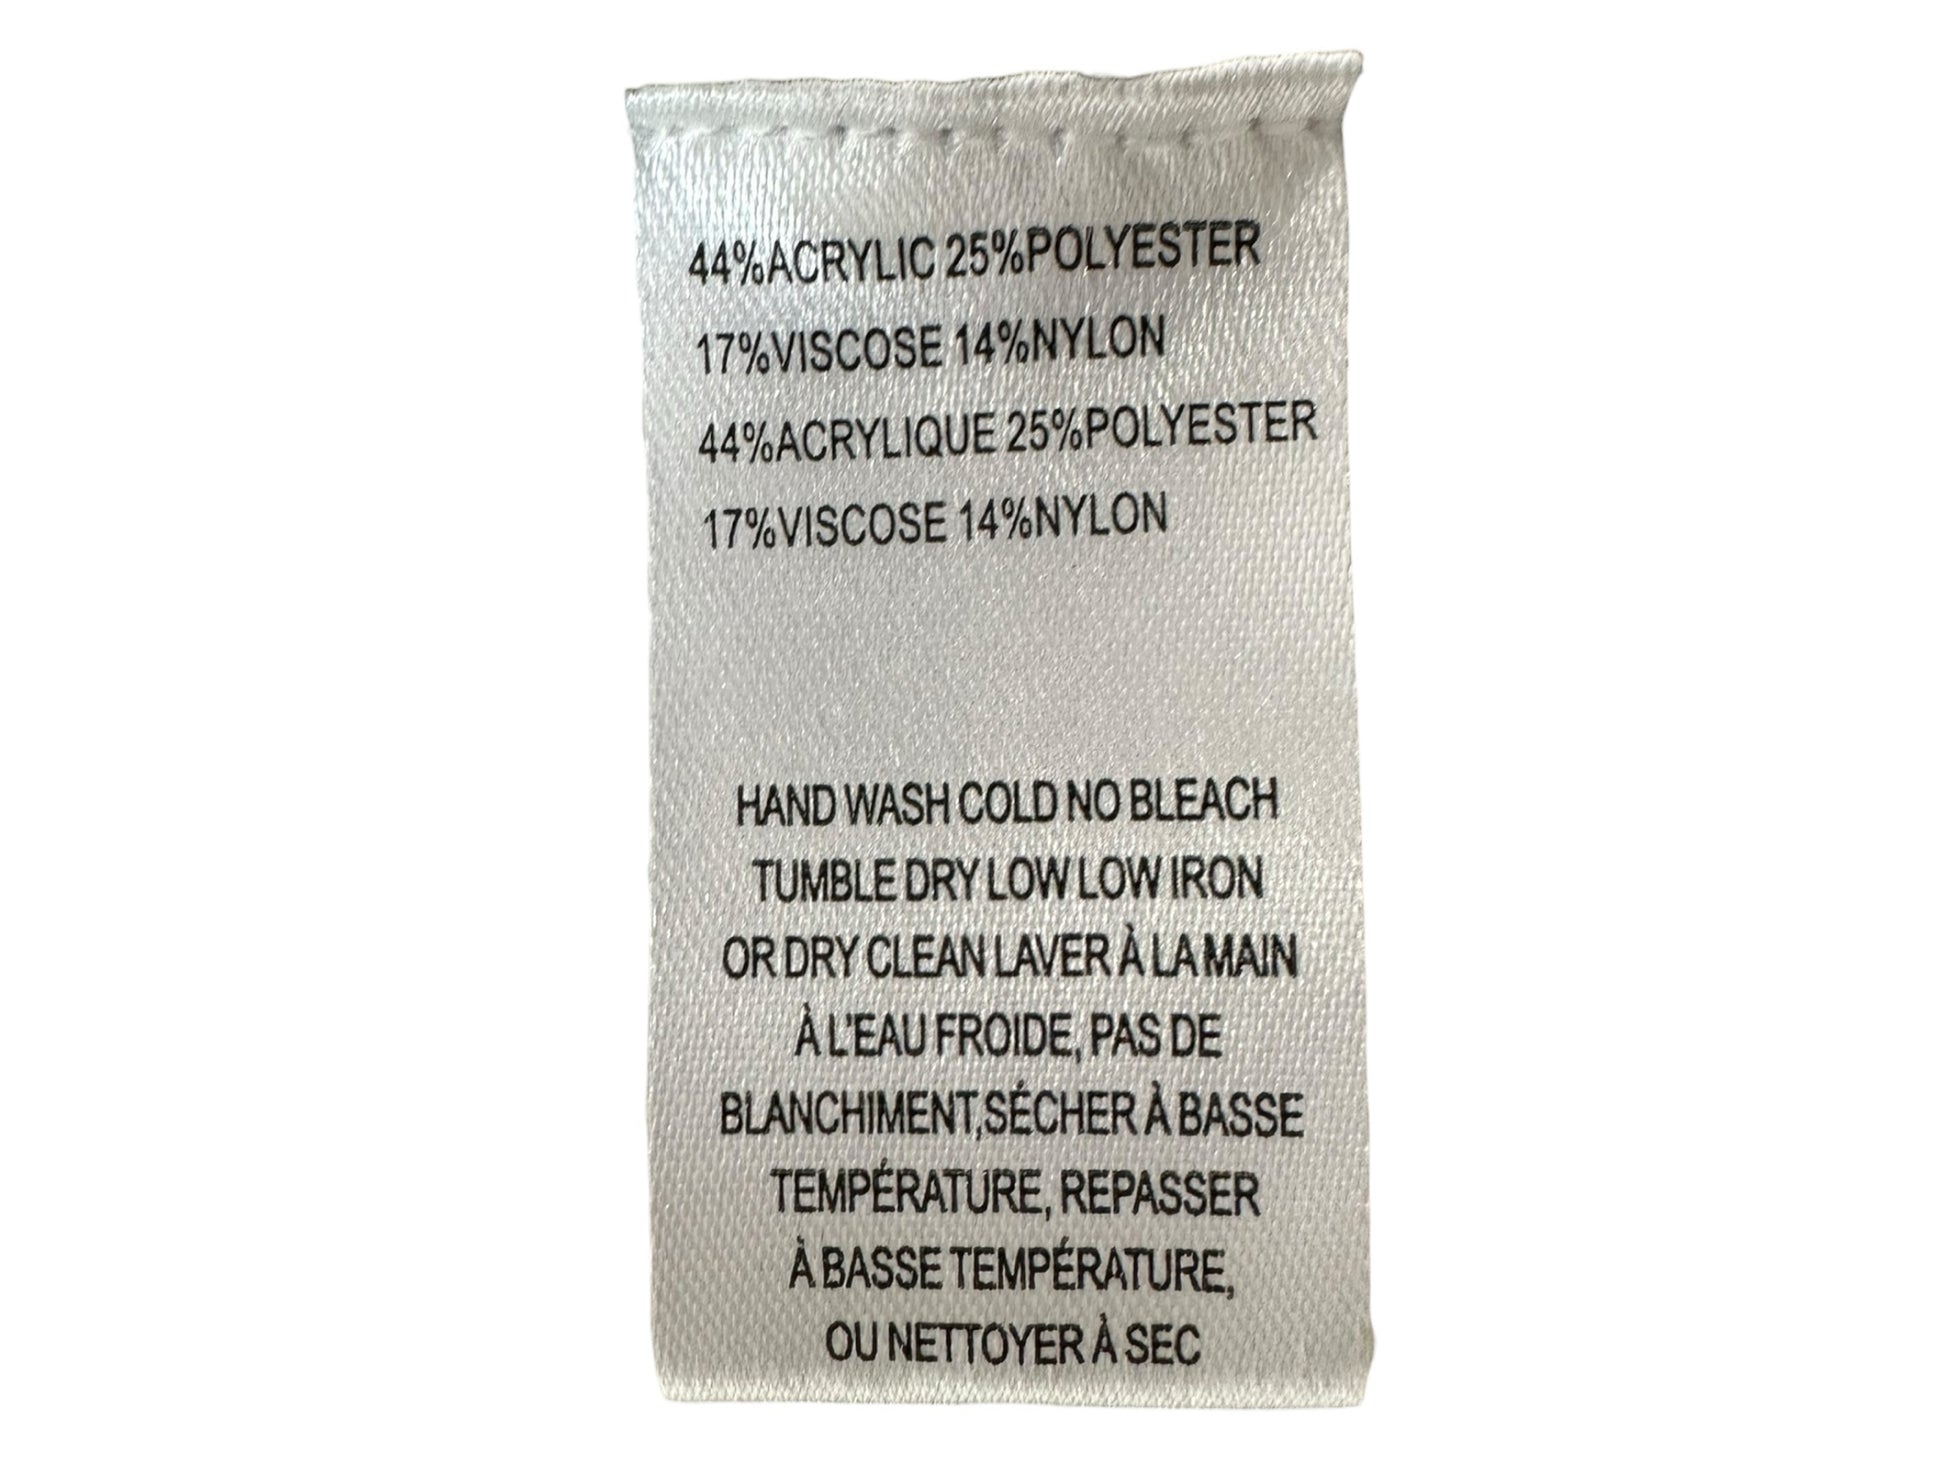 44%ACRYLIC 25%POLYESTER
17%VISCOSE 14%NYLON
44%ACRYLIQUE 25%POLYESTER
17%VISCOSE 14%NYLON
HAND WASH COLD NO BLEACH
TUMBLE DRY LOW LOW IRON
OR DRY CLEAN LAVER À LA MAIN
À L'EAU FROIDE, PAS DE
BLANCHIMENT,SÉCHER À BASSE
TEMPÉRATURE, REPASSER
À BASSE TEMPÉRATURE,
OU NETTOYER À SEC